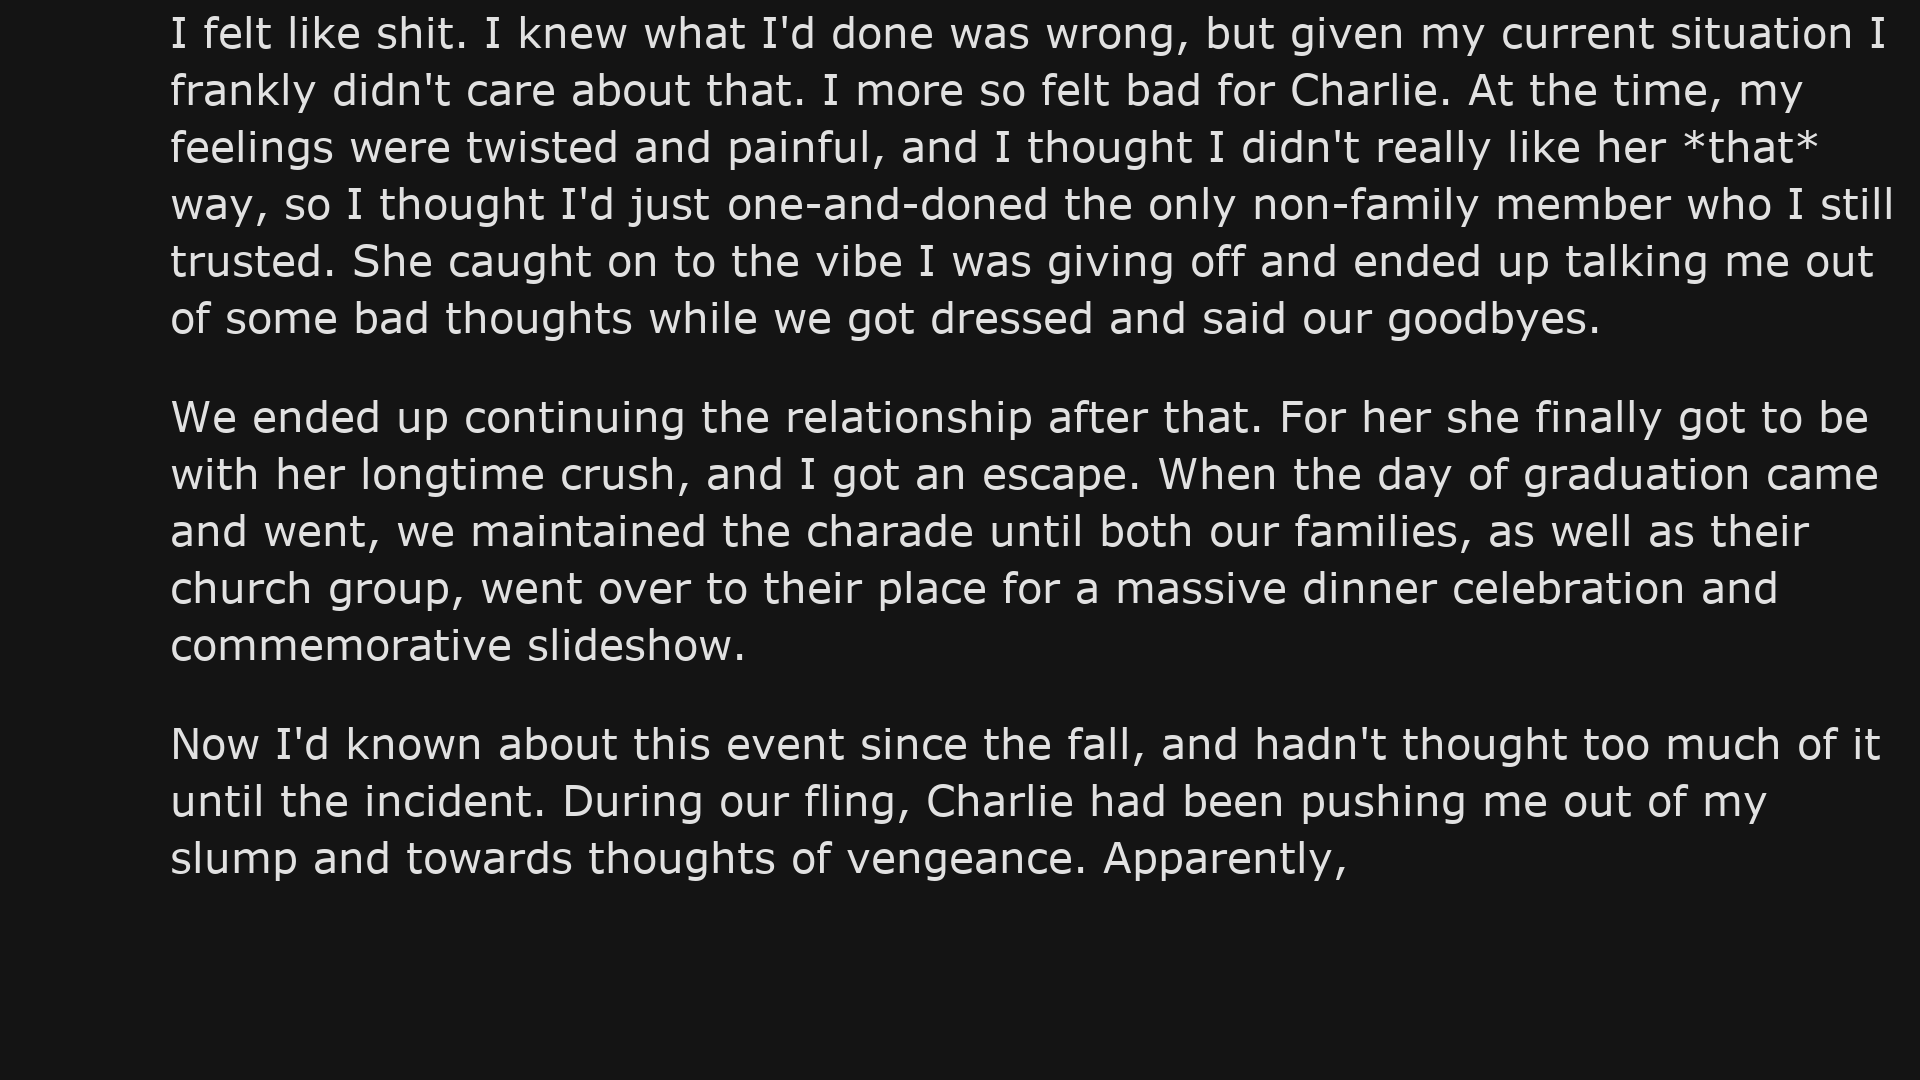 I felt like shit. I knew what I'd done was wrong, but given my current situation I
frankly didn't care about that. I more so felt bad for Charlie. At the time, my
feelings were twisted and painful, and I thought I didn't really like her *that*
way, so I thought I'd just one-and-doned the only non-family member who I still
trusted. She caught on to the vibe I was giving off and ended up talking me out
of some bad thoughts while we got dressed and said our goodbyes.
We ended up continuing the relationship after that. For her she finally got to be
with her longtime crush, and I got an escape. When the day of graduation came
and went, we maintained the charade until both our families, as well as their
church group, went over to their place for a massive dinner celebration and
commemorative slideshow.
Now I'd known about this event since the fall, and hadn't thought too much of it
until the incident. During our fling, Charlie had been pushing me out of my
slump and towards thoughts of vengeance. Apparently,